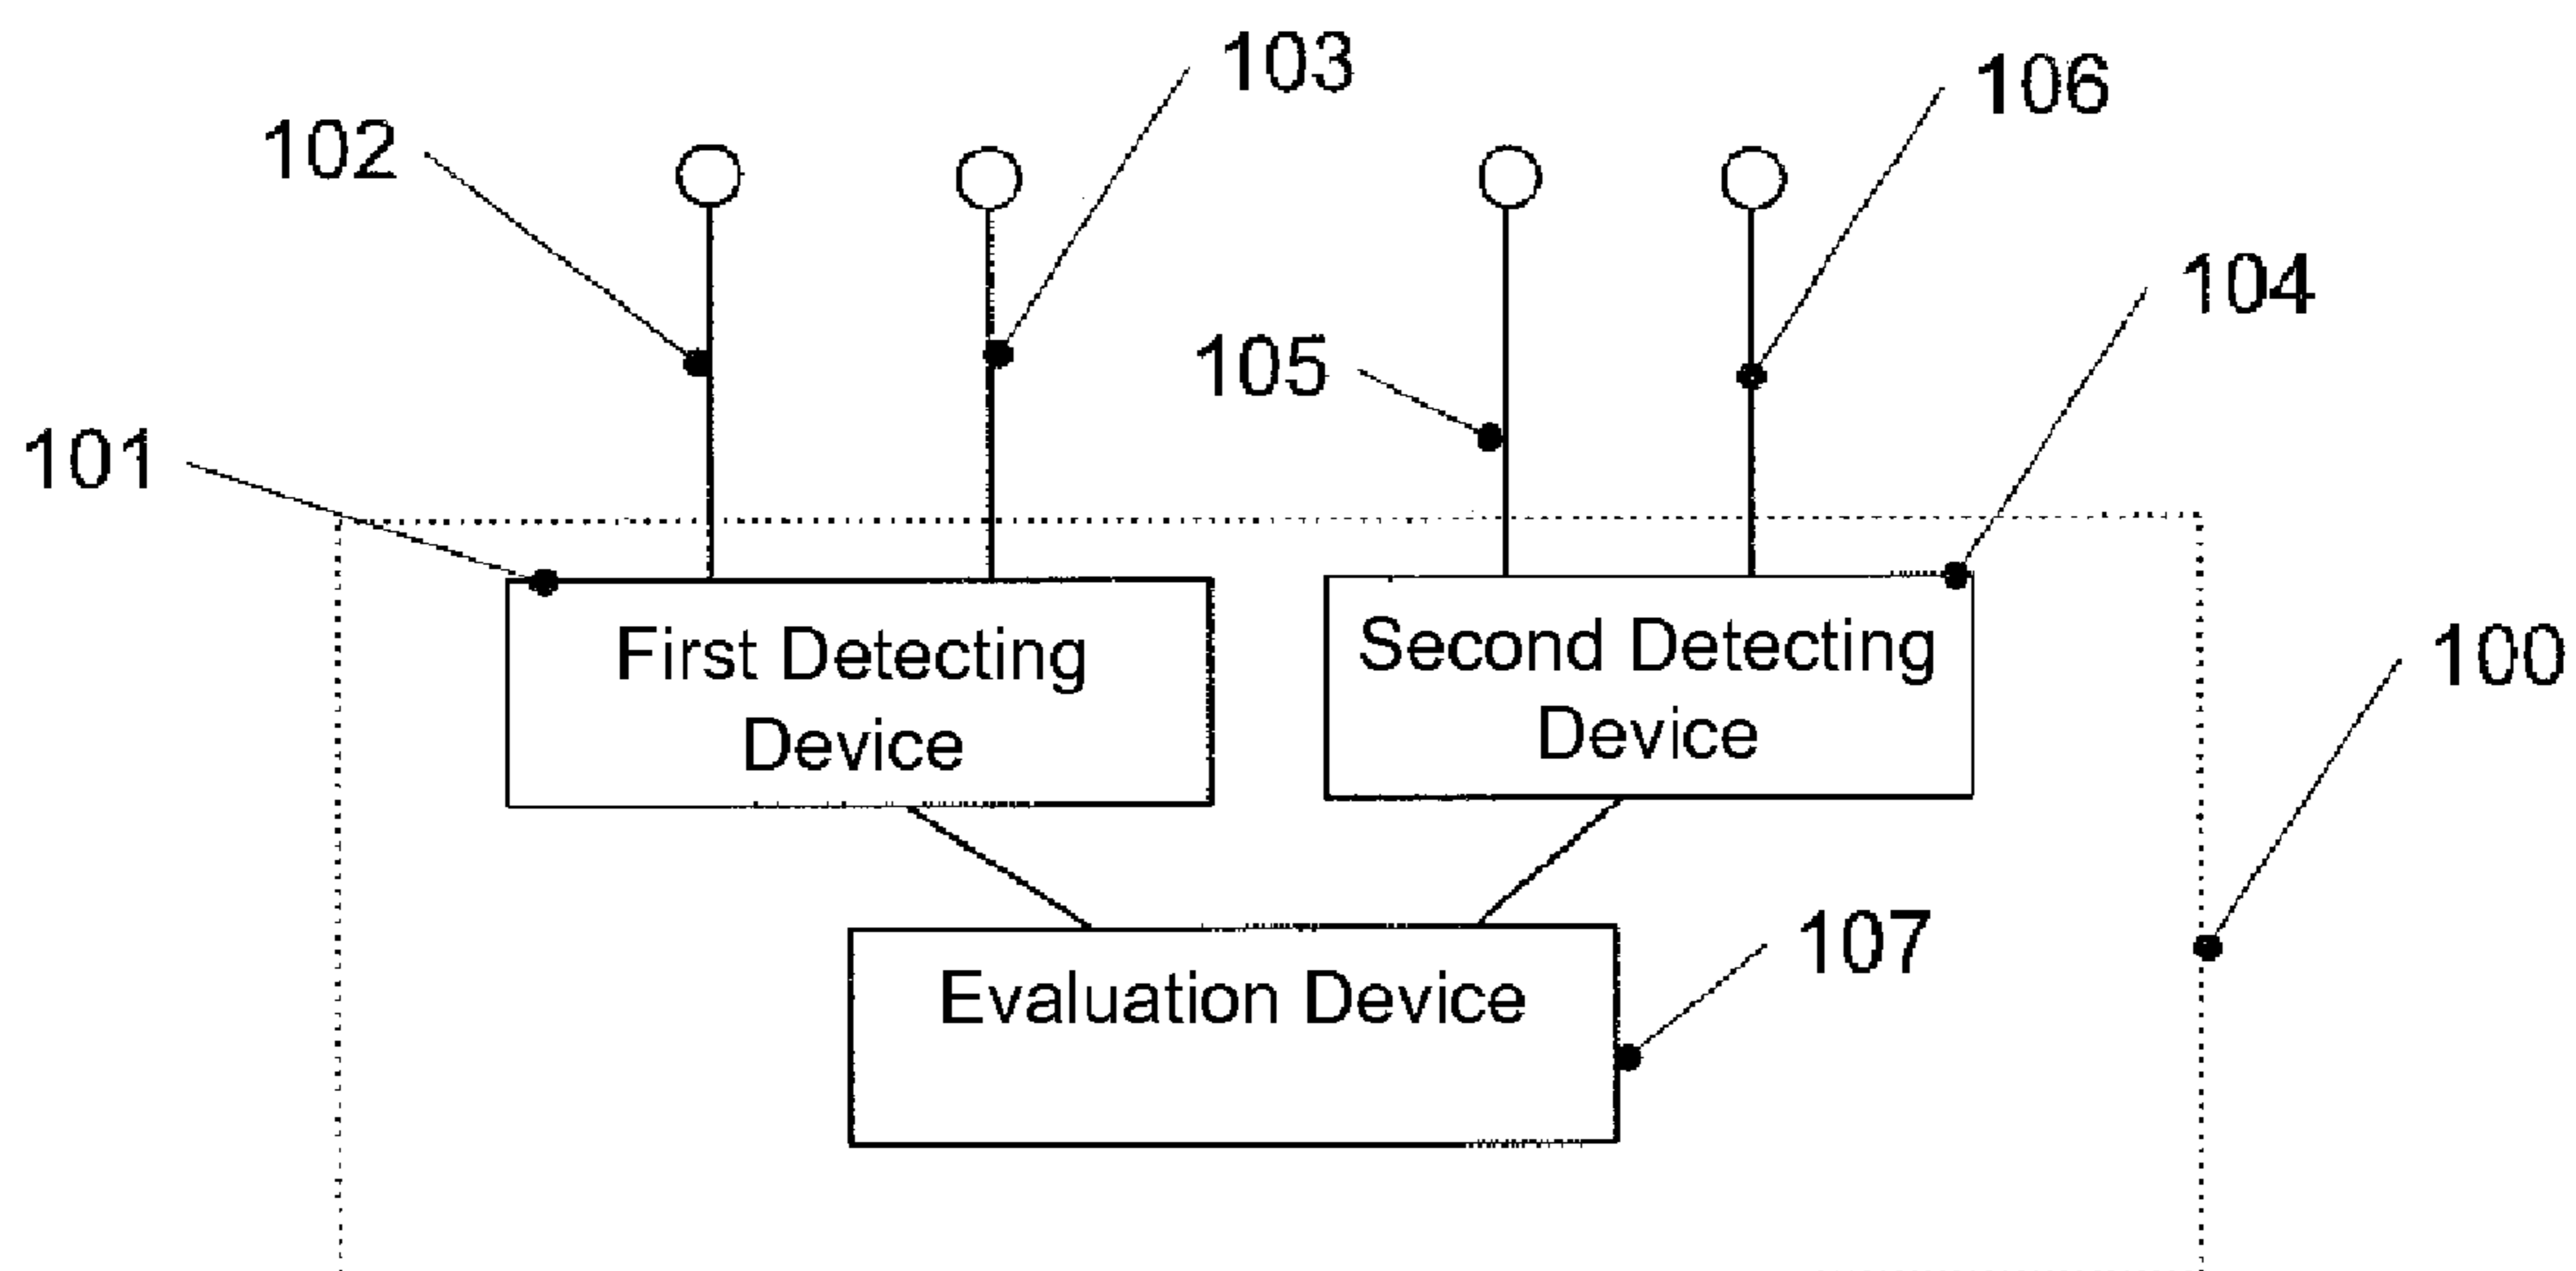 103
106
102
104
105
101
First Detecting
Device
Second Detecting
Device
100
107
Evaluation Device